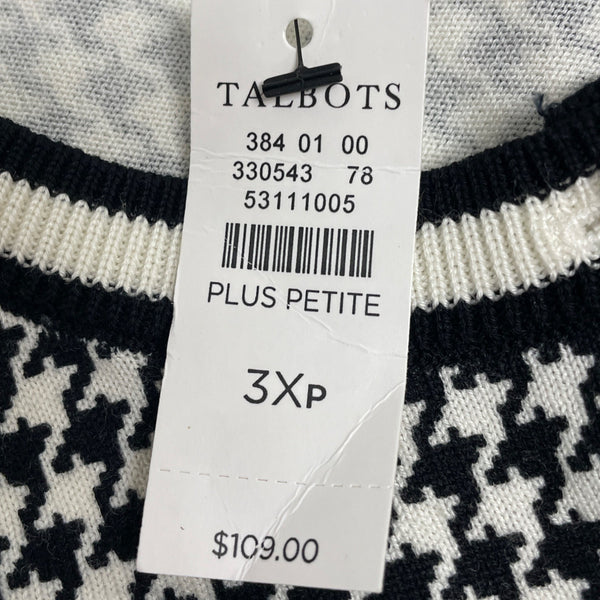 TALBOTS
384 01 00
330543 78
53111005
PLUS PETITE
3XP
$109.00